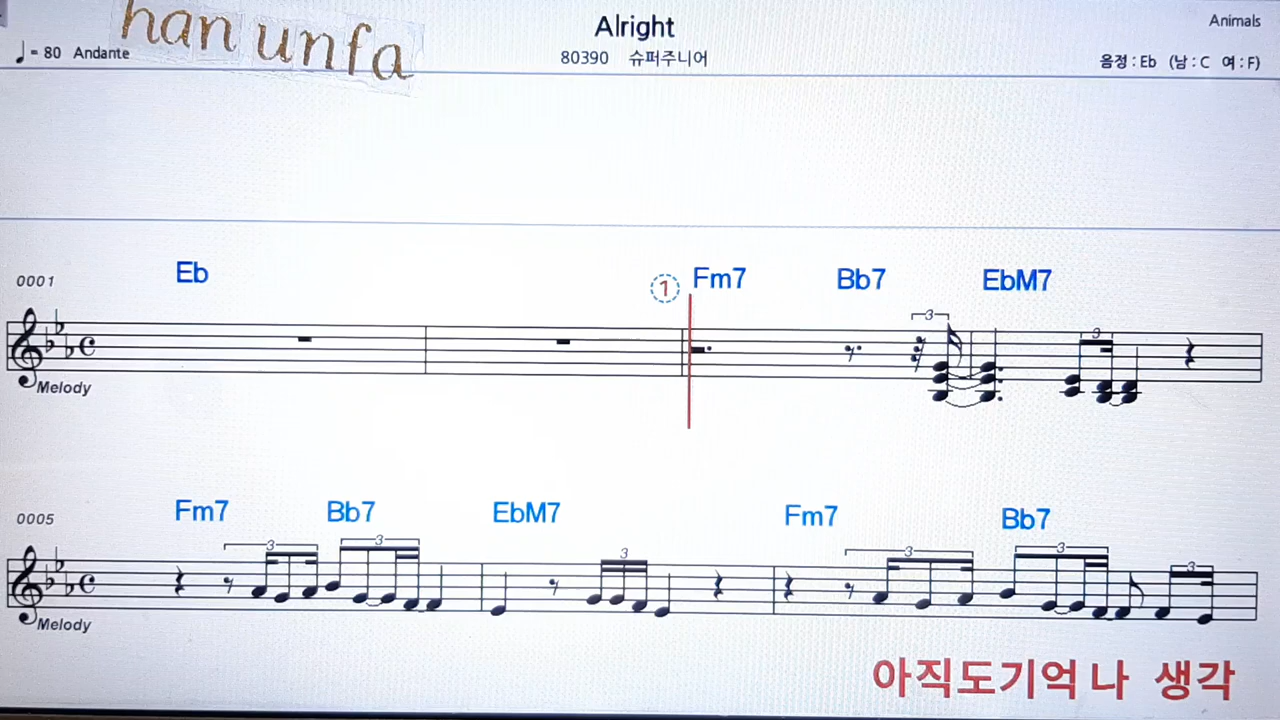 han unfa
Alright
Animals
♩= 80 Andante
80390 슈퍼주니어
음정 : Eb (남 : C 여 : F)
0001 Eb ① Fm7 Bb7 EbM7
3 3
Melody
0005 Fm7 Bb7 EbM7 Fm7 Bb7
3 3 3 3 3 3
Melody
아직도기억 나 생각